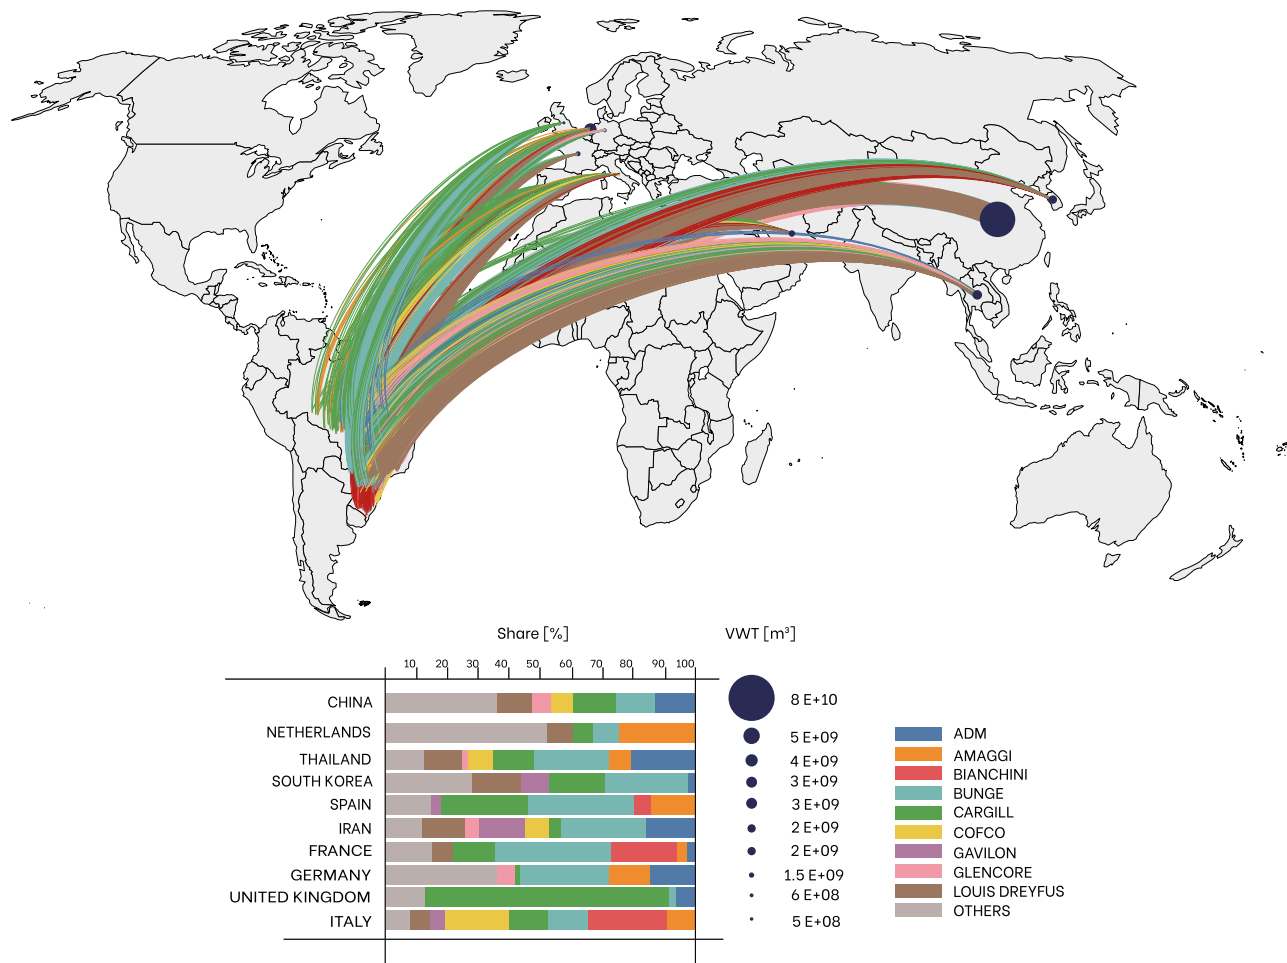 Share [%]
VWT [m³]
10 20 30 40 50 60 70 80 90 100
CHINA
8 E+10
NETHERLANDS
5 E+09
THAILAND
4 E+09
SOUTH KOREA
3 E+09
SPAIN
3 E+09
IRAN
2 E+09
FRANCE
2 E+09
GERMANY
1.5 E+09
UNITED KINGDOM
6 E+08
ITALY
5 E+08
ADM
AMAGGI
BIANCHINI
BUNGE
CARGILL
COFCO
GAVILON
GLENCORE
LOUIS DREYFUS
OTHERS